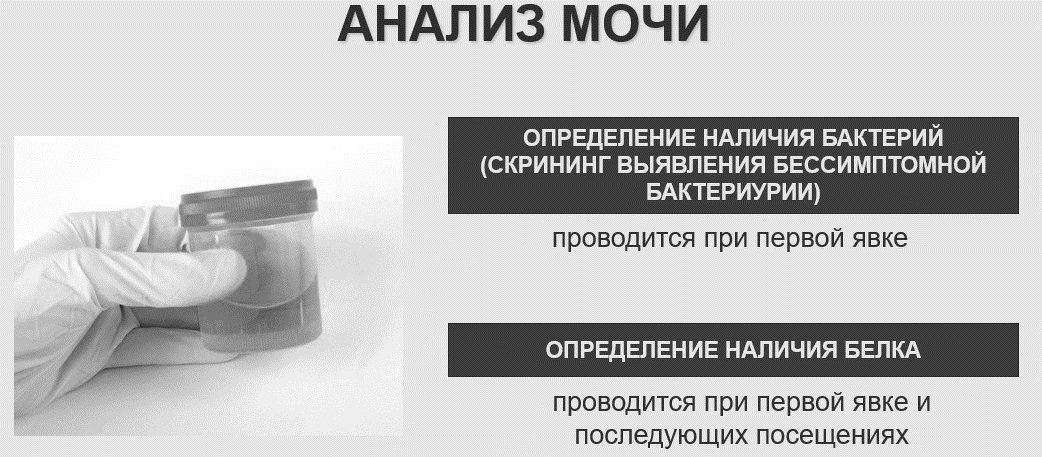 АНАЛИЗ МОЧИ
ОПРЕДЕЛЕНИЕ НАЛИЧИЯ БАКТЕРИЙ
(СКРИНИНГ ВЫЯВЛЕНИЯ БЕССИМПТОМНОЙ
БАКТЕРИУРИИ)
проводится при первой явке
ОПРЕДЕЛЕНИЕ НАЛИЧИЯ БЕЛКА
проводится при первой явке и
последующих посещениях